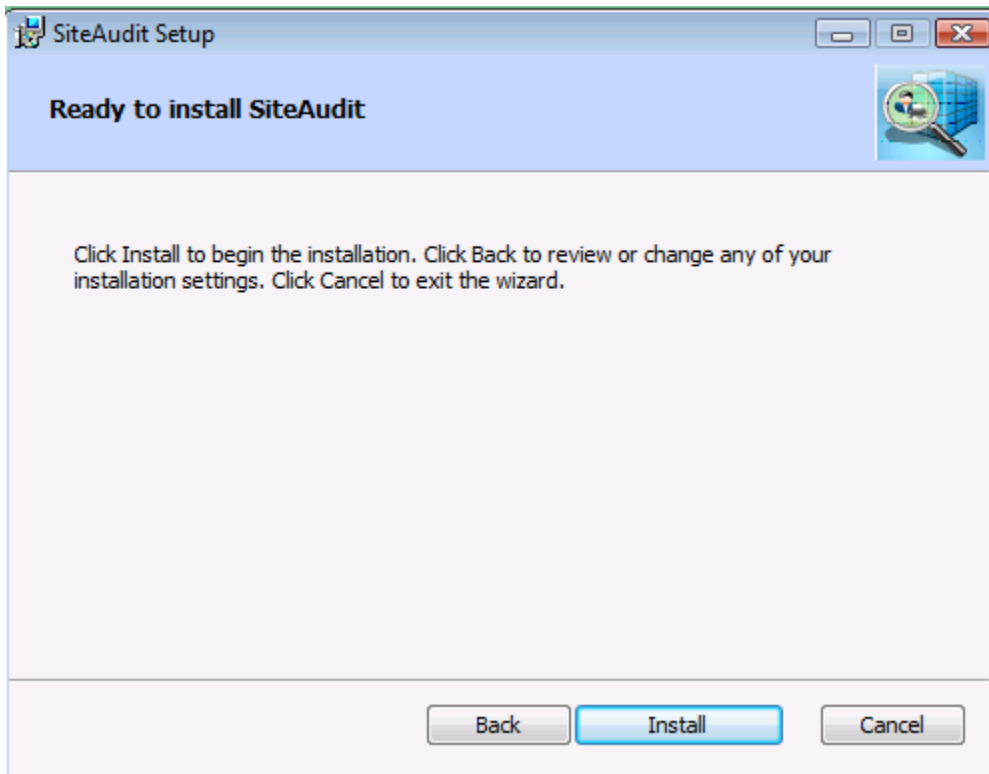 SiteAudit Setup
Ready to install SiteAudit
Click Install to begin the installation. Click Back to review or change any of your
installation settings. Click Cancel to exit the wizard.
Back Install Cancel